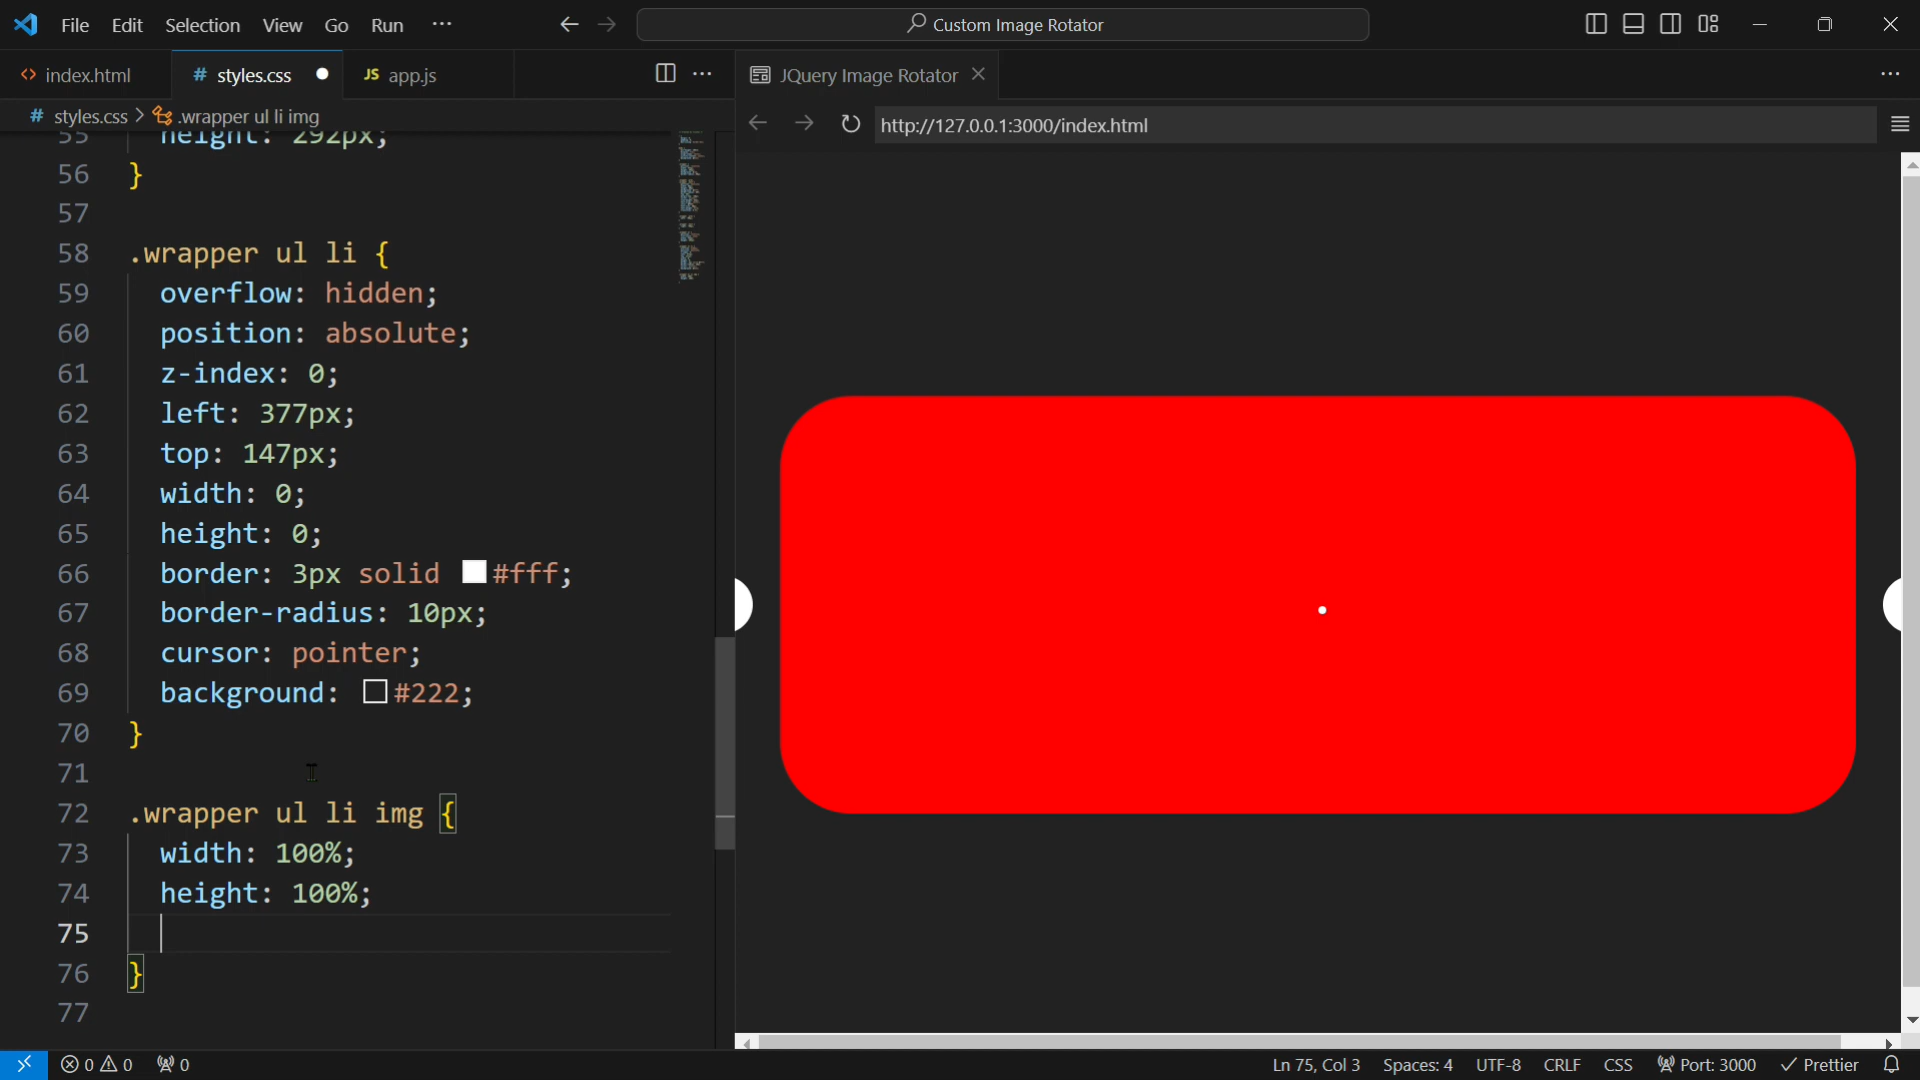 File Edit Selection View Go Run ···
Custom Image Rotator
index.html
# styles.css
JS app.js
JQuery Image Rotator
# styles.css > .wrapper ul li img
http://127.0.0.1:3000/index.html
55 height: 292px;
56 }
57
58 .wrapper ul li {
59 overflow: hidden;
60 position: absolute;
61 z-index: 0;
62 left: 377px;
63 top: 147px;
64 width: 0;
65 height: 0;
66 border: 3px solid #fff;
67 border-radius: 10px;
68 cursor: pointer;
69 background: #222;
70 }
71
72 .wrapper ul li img {
73 width: 100%;
74 height: 100%;
75
76 }
77
0 0 0
Ln 75, Col 3 Spaces: 4 UTF-8 CRLF CSS Port: 3000 Prettier